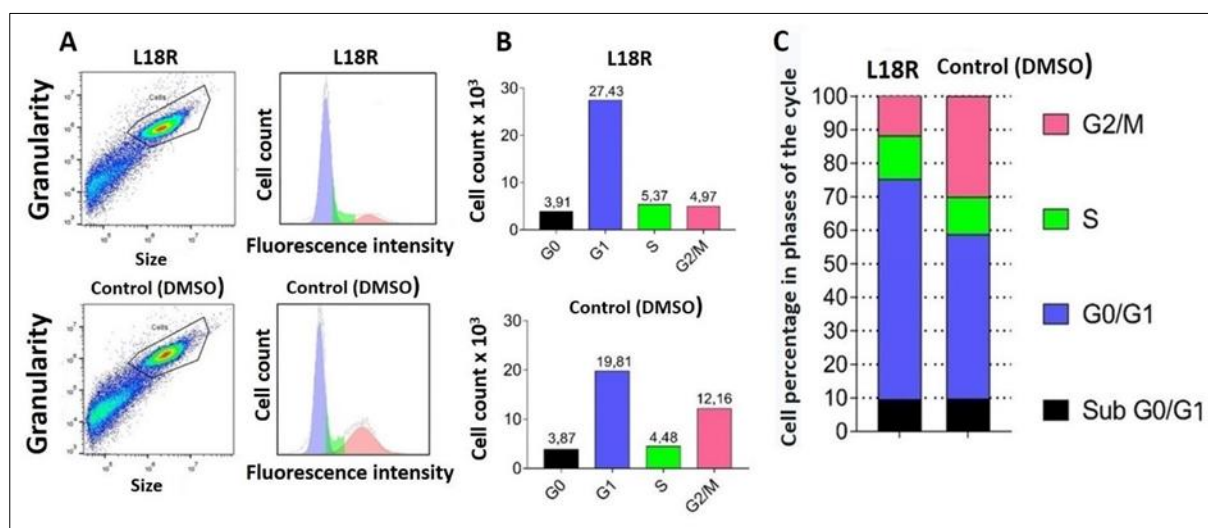 A
L18R
Granularity
Cells
Size
L18R
Cell count
Fluorescence intensity
Control (DMSO)
Granularity
Cells
Size
Control (DMSO)
Cell count
Fluorescence intensity
B
L18R
Cell count x 10³
30
20
10
0
3,91
27,43
5,37
4,97
G0
G1
S
G2/M
Control (DMSO)
Cell count x 10³
30
20
10
0
3,87
19,81
4,48
12,16
G0
G1
S
G2/M
C
L18R
Control (DMSO)
Cell percentage in phases of the cycle
100
90
80
70
60
50
40
30
20
10
0
G2/M
S
G0/G1
Sub G0/G1